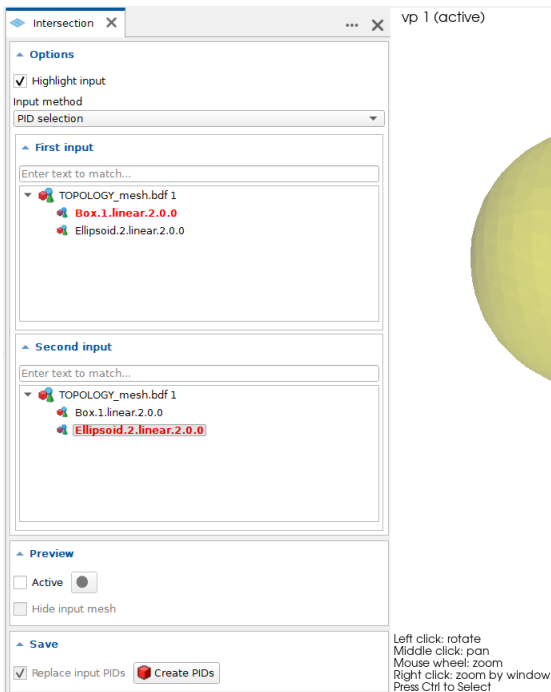 Intersection
vp 1 (active)
Options
Highlight input
Input method
PID selection
First input
Enter text to match...
TOPOLOGY_mesh.bdf 1
Box.1.linear.2.0.0
Ellipsoid.2.linear.2.0.0
Second input
Enter text to match...
TOPOLOGY_mesh.bdf 1
Box.1.linear.2.0.0
Ellipsoid.2.linear.2.0.0
Preview
Active
Hide input mesh
Save
Replace input PIDs
Create PIDs
Left click: rotate
Middle click: pan
Mouse wheel: zoom
Right click: zoom by window
Press Ctrl to Select